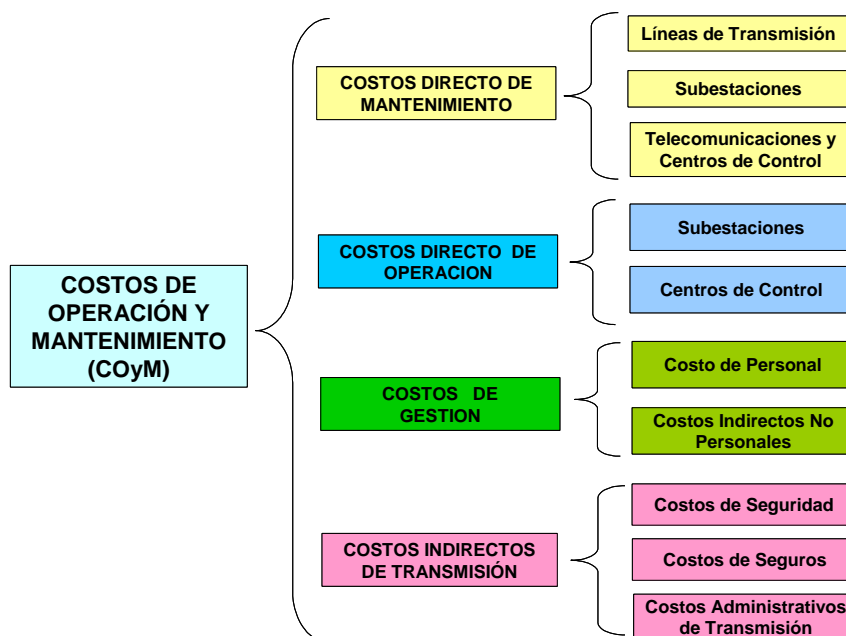 COSTOS DE
OPERACIÓN Y
MANTENIMIENTO
(COyM)
COSTOS DIRECTO DE
MANTENIMIENTO
Líneas de Transmisión
Subestaciones
Telecomunicaciones y
Centros de Control
COSTOS DIRECTO DE
OPERACION
Subestaciones
Centros de Control
COSTOS DE
GESTION
Costo de Personal
Costos Indirectos No
Personales
COSTOS INDIRECTOS
DE TRANSMISIÓN
Costos de Seguridad
Costos de Seguros
Costos Administrativos
de Transmisión